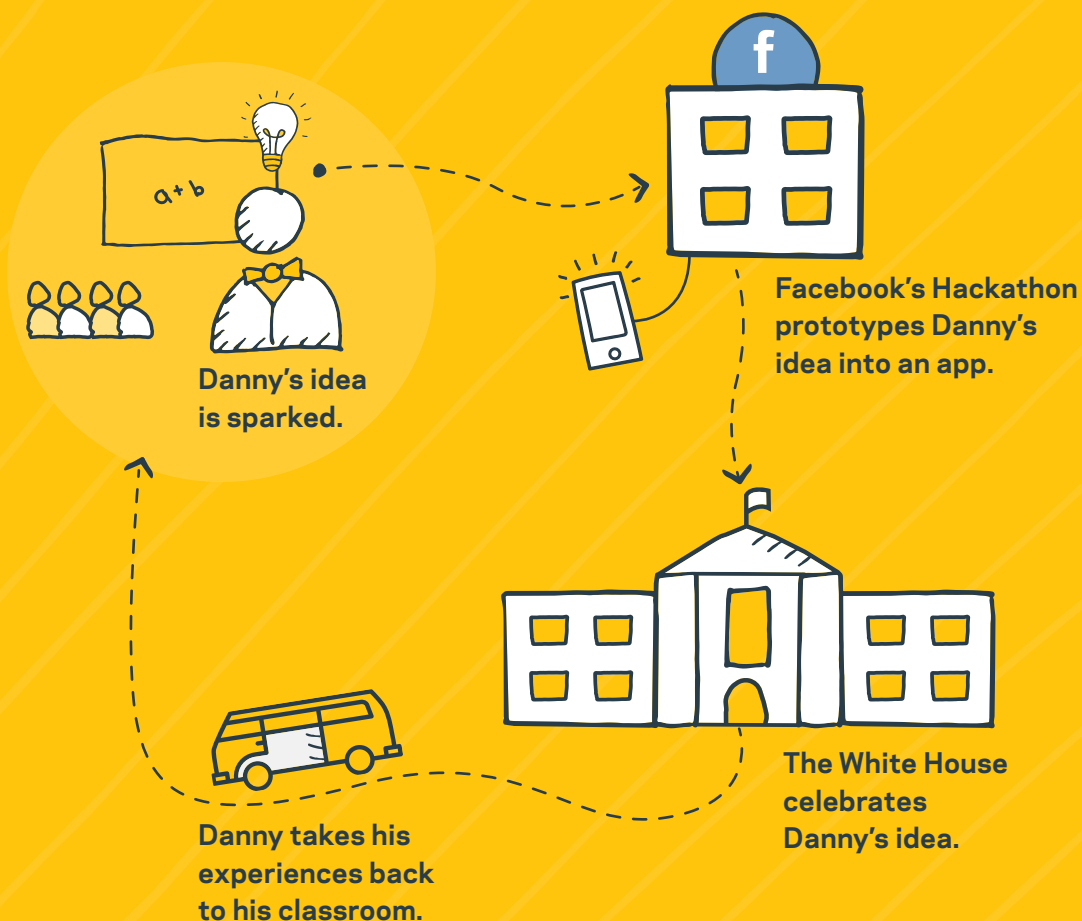 f
a + b
Danny's idea
is sparked.
Facebook's Hackathon
prototypes Danny's
idea into an app.
The White House
celebrates
Danny's idea.
Danny takes his
experiences back
to his classroom.